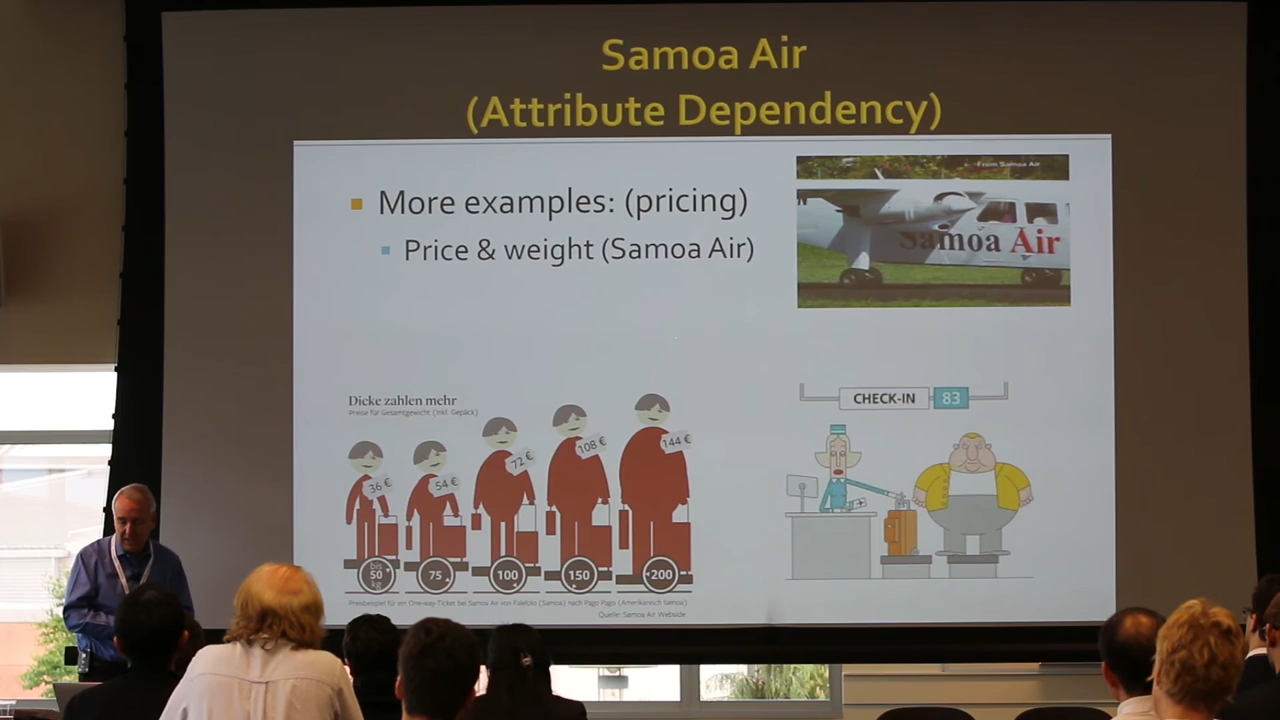 Samoa Air
(Attribute Dependency)
More examples: (pricing)
Price & weight (Samoa Air)
From Samoa Air
Samoa Air
Dicke zahlen mehr
Preise für Gesamtgewicht (inkl. Gepäck)
36 €
54 €
72 €
108 €
144 €
bis
50
kg
75
100
150
200
Preisbeispiel für ein One-way-Ticket bei Samoa Air von Faleolo (Samoa) nach Pago Pago (Amerikanisch Samoa)
Quelle: Samoa Air Webside
CHECK-IN 83